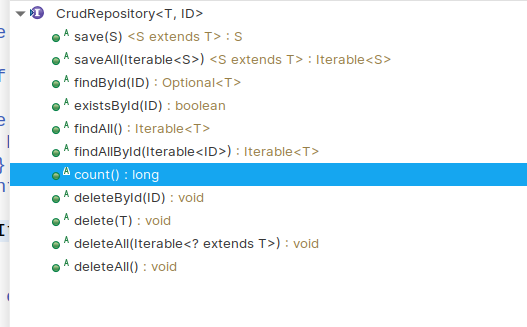 CrudRepository<T, ID>
save(S) <S extends T> : S
saveAll(Iterable<S>) <S extends T> : Iterable<S>
findById(ID) : Optional<T>
existsById(ID) : boolean
findAll() : Iterable<T>
findAllById(Iterable<ID>) : Iterable<T>
count() : long
deleteById(ID) : void
delete(T) : void
deleteAll(Iterable<? extends T>) : void
deleteAll() : void